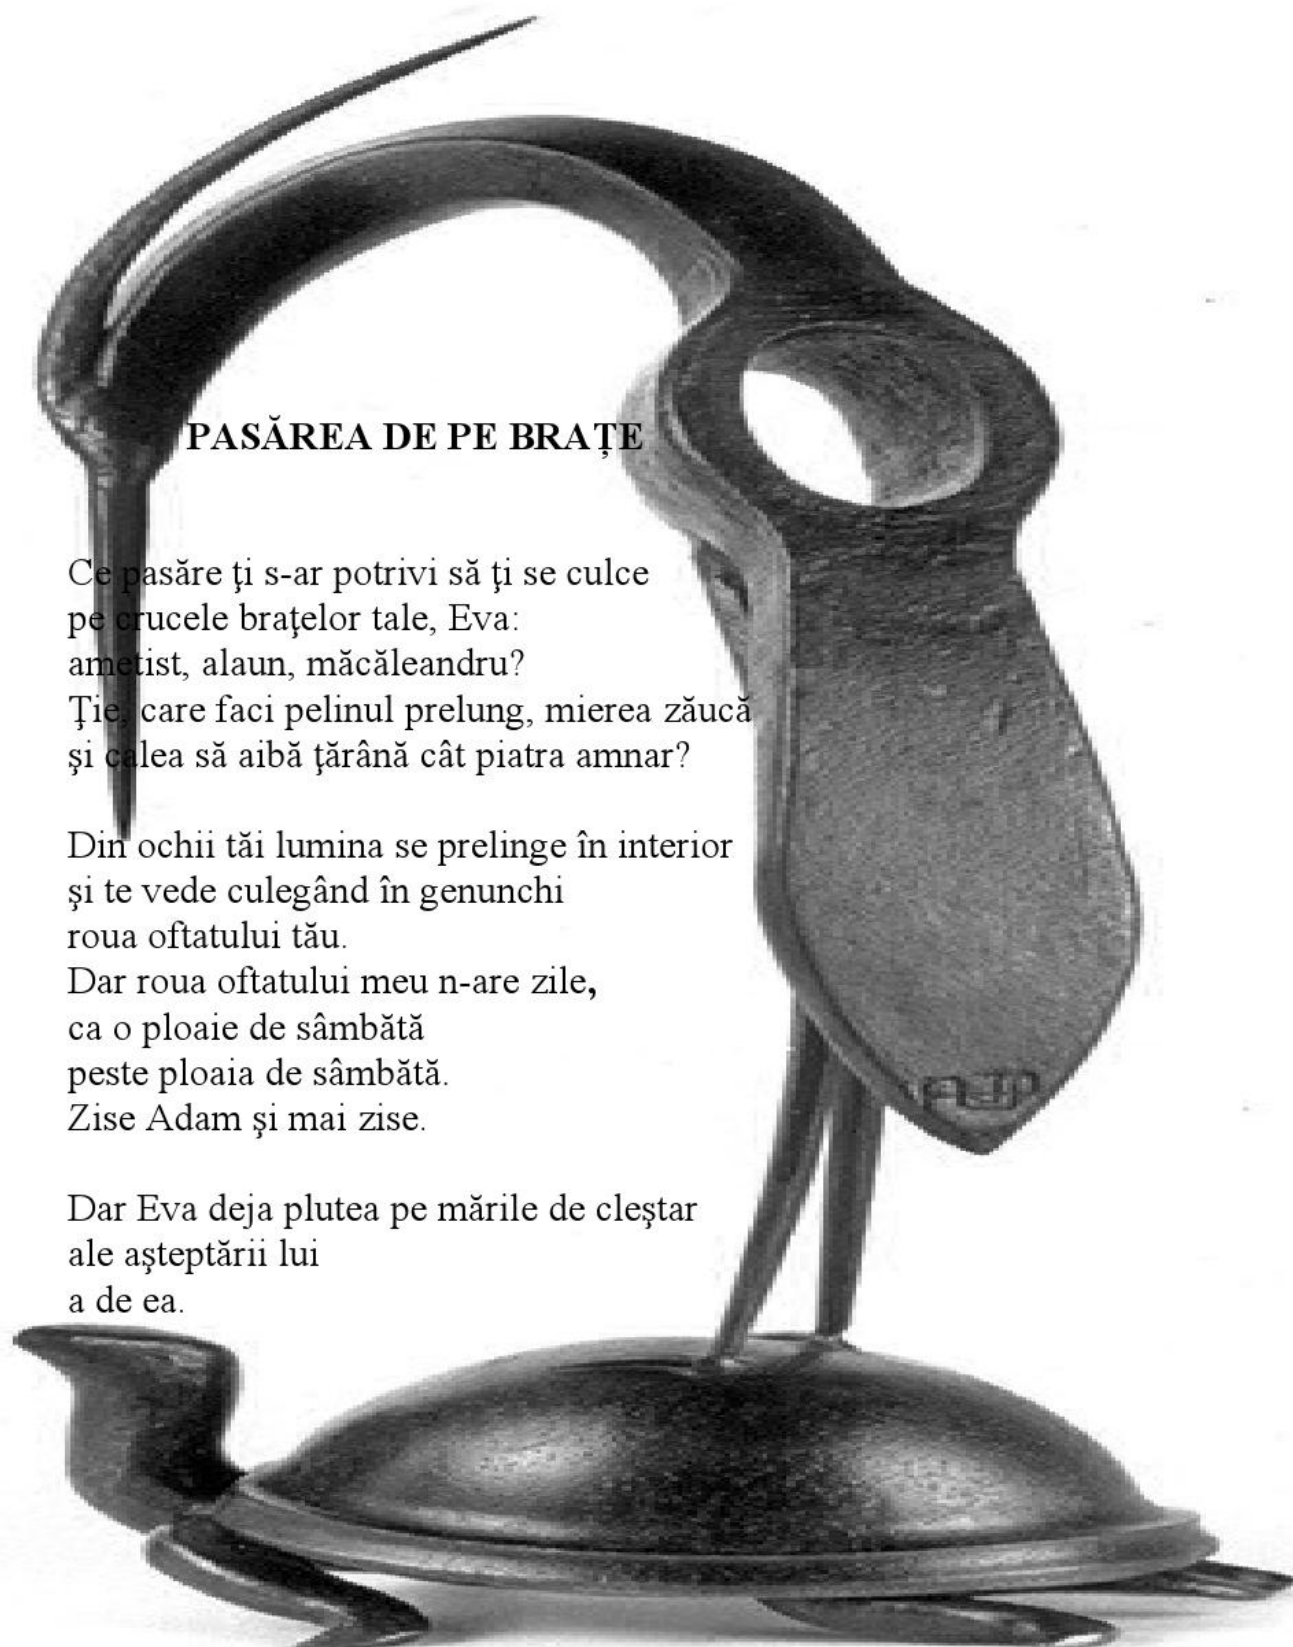 PASĂREA DE PE BRAȚE
Ce pasăre ţi s-ar potrivi să ţi se culce
pe crucele braţelor tale, Eva:
ametist, alaun, măcăleandru?
Ţie, care faci pelinul prelung, mierea zăucă
şi calea să aibă ţărână cât piatra amnar?
Din ochii tăi lumina se prelinge în interior
şi te vede culegând în genunchi
roua oftatului tău.
Dar roua oftatului meu n-are zile,
ca o ploaie de sâmbătă
peste ploaia de sâmbătă.
Zise Adam şi mai zise.
Dar Eva deja plutea pe mările de cleştar
ale aşteptării lui
a de ea.